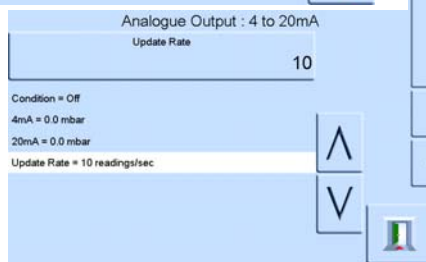 Analogue Output : 4 to 20mA
Update Rate
10
Condition = Off
4mA = 0.0 mbar
20mA = 0.0 mbar
Update Rate = 10 readings/sec